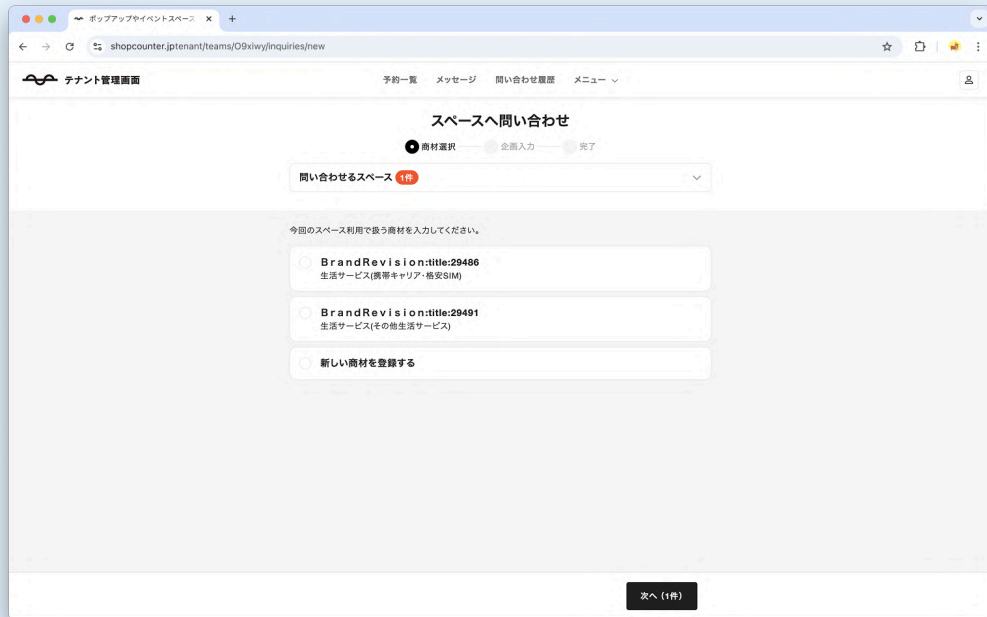 ポップアップやイベントスペース
shopcounter.jptenant/teams/O9xiwy/inquiries/new
テナント管理画面
予約一覧 メッセージ 問い合わせ履歴 メニュー
スペースへ問い合わせ
商材選択 企画入力 完了
問い合わせるスペース 1件
今回のスペース利用で扱う商材を入力してください。
BrandRevision:title:29486
生活サービス(携帯キャリア・格安SIM)
BrandRevision:title:29491
生活サービス(その他生活サービス)
新しい商材を登録する
次へ (1件)